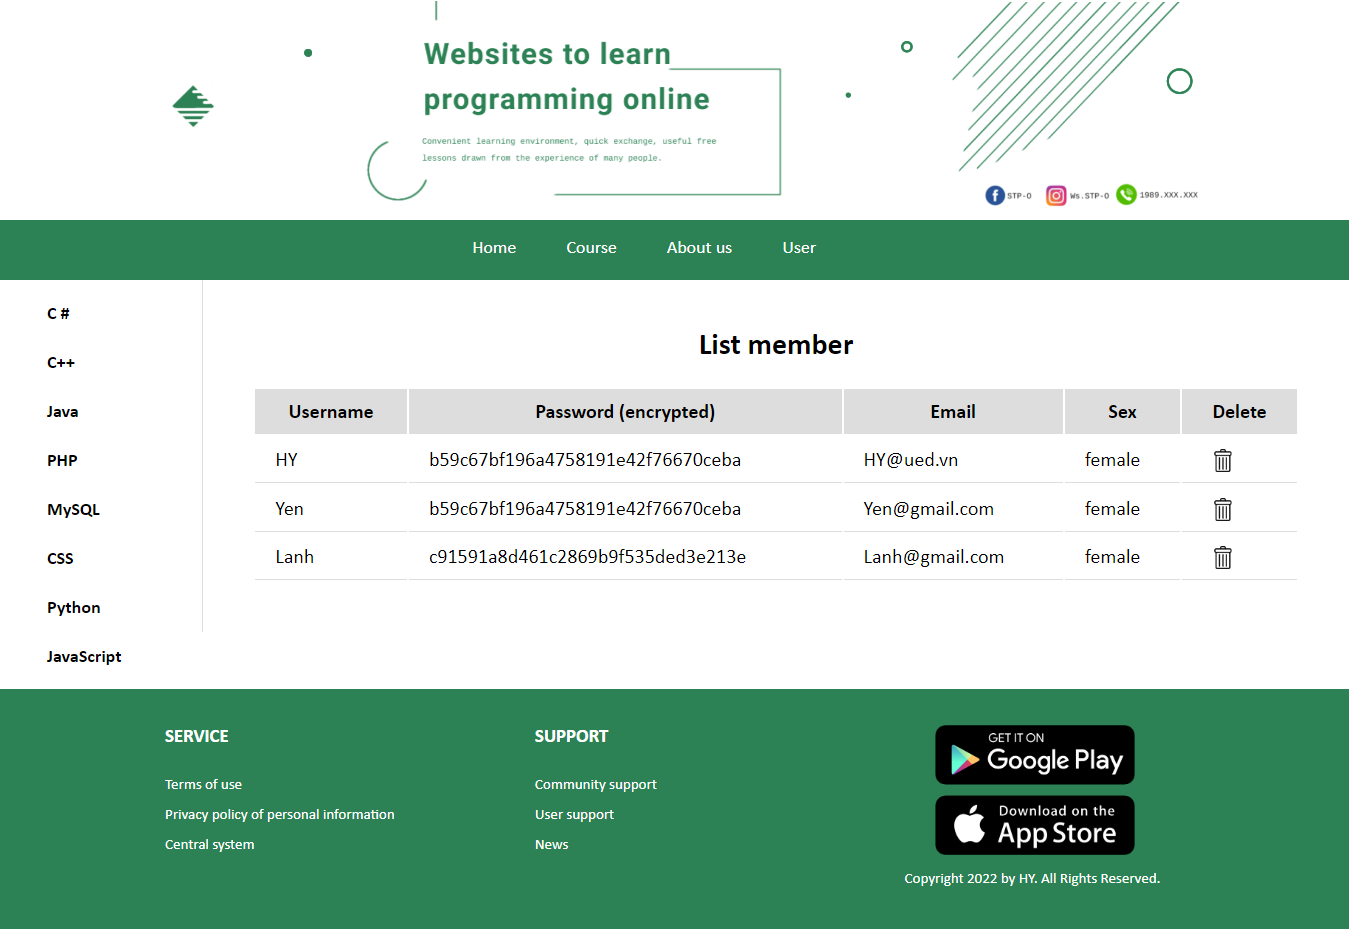 Websites to learn
programming online
Convenient learning environment, quick exchange, useful free
lessons drawn from the experience of many people.
STP-O Ws.STP-O 1989.XXX.XXX
Home Course About us User
C #
C++
Java
PHP
MySQL
CSS
Python
JavaScript
List member
Username Password (encrypted) Email Sex Delete
HY b59c67bf196a4758191e42f76670ceba HY@ued.vn female
Yen b59c67bf196a4758191e42f76670ceba Yen@gmail.com female
Lanh c91591a8d461c2869b9f535ded3e213e Lanh@gmail.com female
SERVICE
Terms of use
Privacy policy of personal information
Central system
SUPPORT
Community support
User support
News
GET IT ON
Google Play
Download on the
App Store
Copyright 2022 by HY. All Rights Reserved.